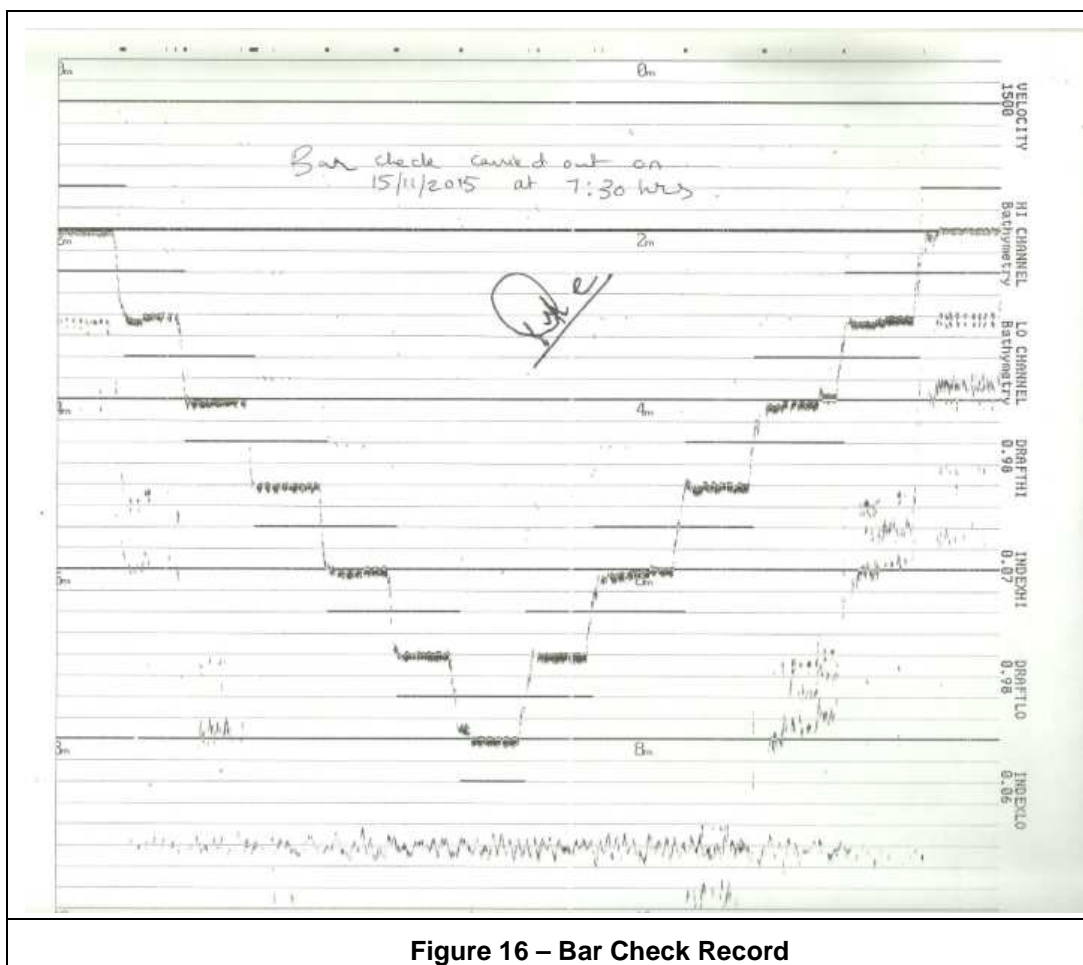 0m
0m
Bar check carried out on
15/11/2015 at 7:30 hrs.
2m
2m
4m
4m
6m
6m
8m
8m
VELOCITY
1500
HI CHANNEL
Bathymetry
LO CHANNEL
Bathymetry
DRAFTHI
0.98
INDEXHI
0.07
DRAFTLO
0.98
INDEXLO
0.06
Figure 16 – Bar Check Record